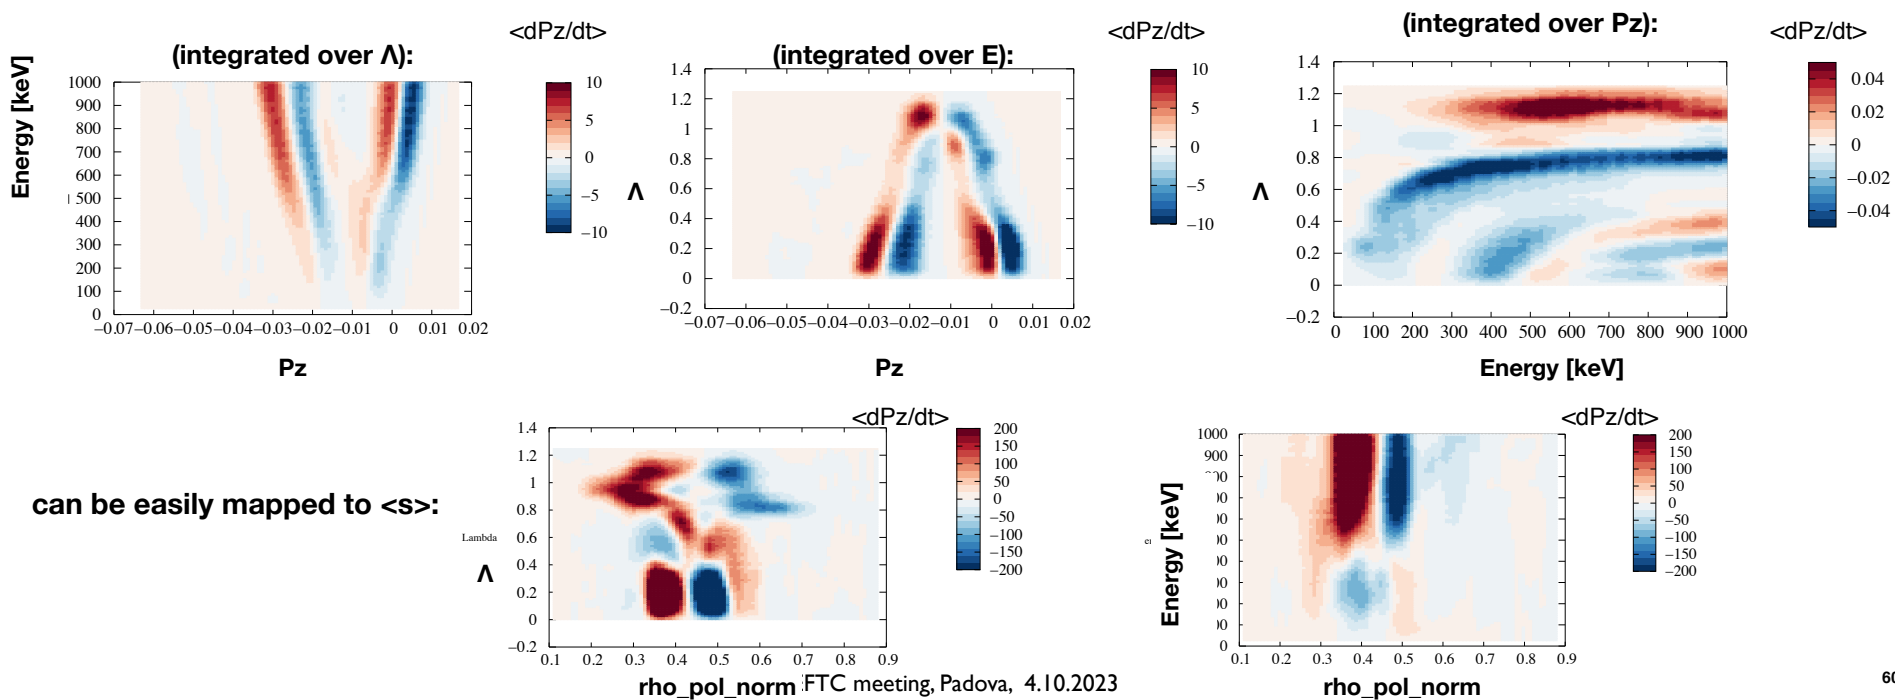 <dPz/dt>
(integrated over Λ):
Energy [keV]
1000
900
800
700
600
500
400
300
200
100
0
−0.07 −0.06 −0.05 −0.04 −0.03 −0.02 −0.01 0 0.01 0.02
Pz
10
5
0
−5
−10
<dPz/dt>
(integrated over E):
Λ
1.4
1.2
1
0.8
0.6
0.4
0.2
0
−0.2
−0.07 −0.06 −0.05 −0.04 −0.03 −0.02 −0.01 0 0.01 0.02
Pz
10
5
0
−5
−10
<dPz/dt>
(integrated over Pz):
Λ
1.4
1.2
1
0.8
0.6
0.4
0.2
0
−0.2
0 100 200 300 400 500 600 700 800 900 1000
Energy [keV]
0.04
0.02
0
−0.02
−0.04
can be easily mapped to <s>:
<dPz/dt>
Lambda
Λ
1.4
1.2
1
0.8
0.6
0.4
0.2
0
−0.2
0.1 0.2 0.3 0.4 0.5 0.6 0.7 0.8 0.9
rho_pol_norm
200
150
100
50
0
−50
−100
−150
−200
<dPz/dt>
Energy [keV]
1000
900
0
0.1 0.2 0.3 0.4 0.5 0.6 0.7 0.8 0.9
rho_pol_norm
200
150
100
50
0
−50
−100
−150
−200
FTC meeting, Padova, 4.10.2023